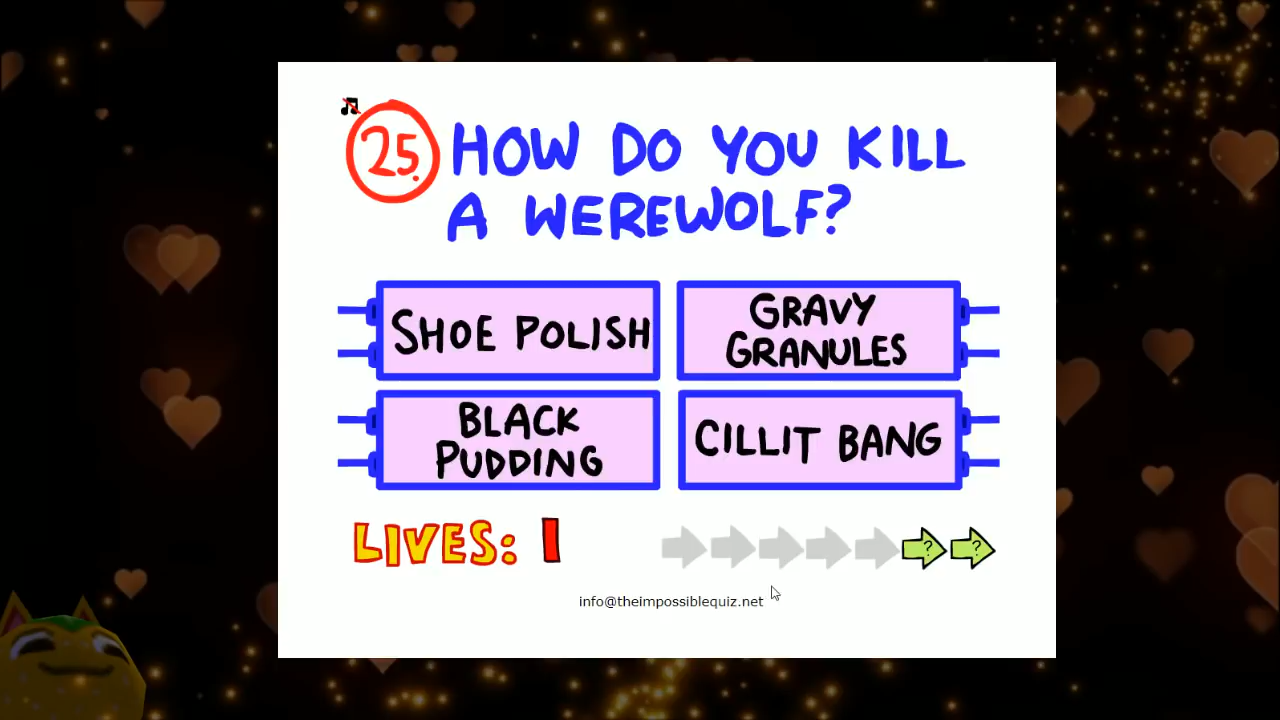 25. HOW DO YOU KILL
A WEREWOLF?
SHOE POLISH
GRAVY
GRANULES
BLACK
PUDDING
CILLIT BANG
LIVES: 1
? ?
info@theimpossiblequiz.net